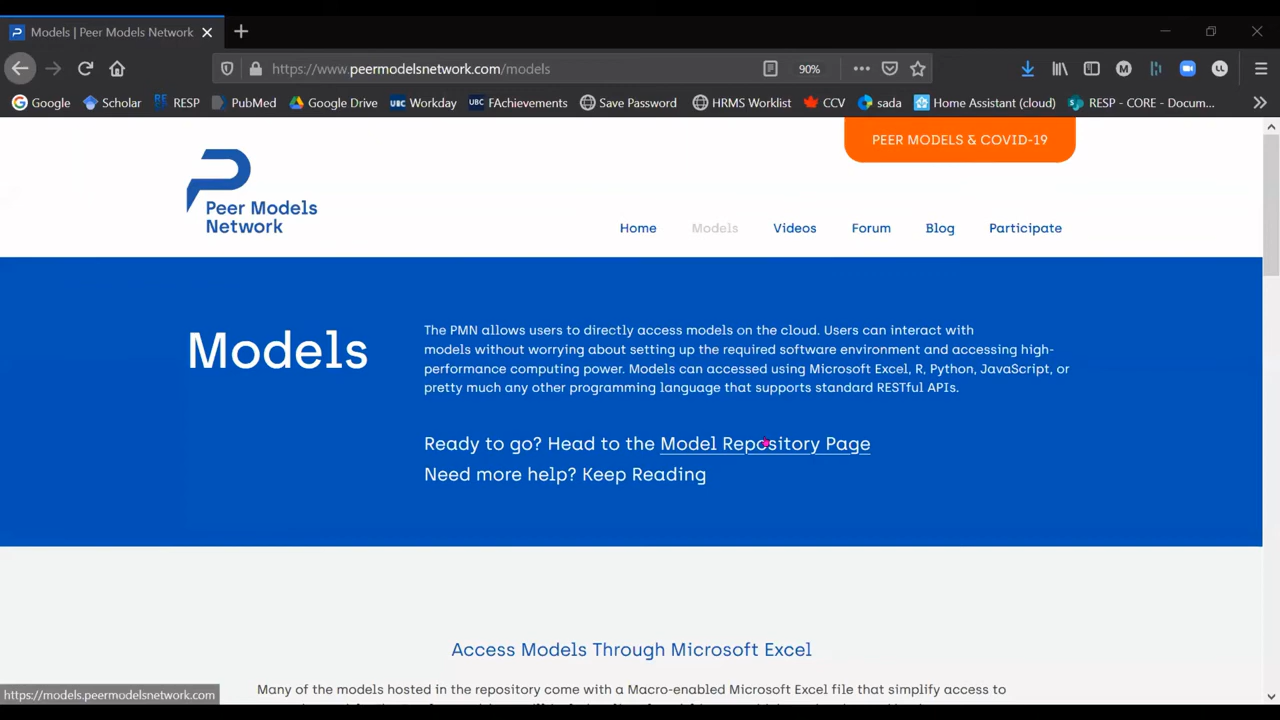 Models | Peer Models Network
https://www.peermodelsnetwork.com/models
90%
Google
Scholar
RESP
PubMed
Google Drive
UBC Workday
UBC FAchievements
Save Password
HRMS Worklist
CCV
sada
Home Assistant (cloud)
RESP - CORE - Docum...
PEER MODELS & COVID-19
Peer Models
Network
Home
Models
Videos
Forum
Blog
Participate
Models
The PMN allows users to directly access models on the cloud. Users can interact with
models without worrying about setting up the required software environment and accessing high-
performance computing power. Models can accessed using Microsoft Excel, R, Python, JavaScript, or
pretty much any other programming language that supports standard RESTful APIs.
Ready to go? Head to the Model Repository Page
Need more help? Keep Reading
Access Models Through Microsoft Excel
Many of the models hosted in the repository come with a Macro-enabled Microsoft Excel file that simplify access to
https://models.peermodelsnetwork.com